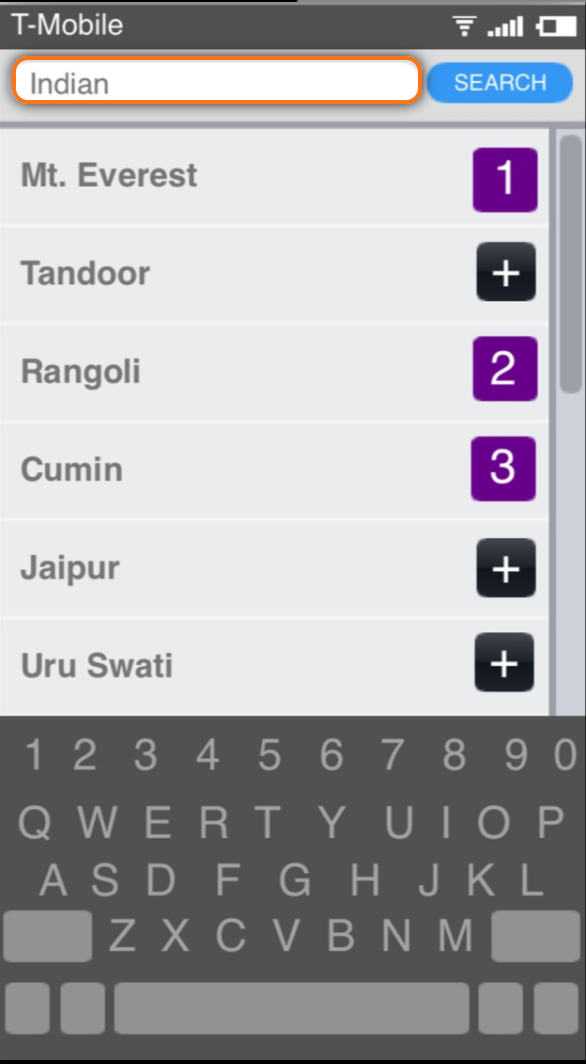 T-Mobile
Indian SEARCH
Mt. Everest 1
Tandoor +
Rangoli 2
Cumin 3
Jaipur +
Uru Swati +
1 2 3 4 5 6 7 8 9 0
Q W E R T Y U I O P
A S D F G H J K L
Z X C V B N M